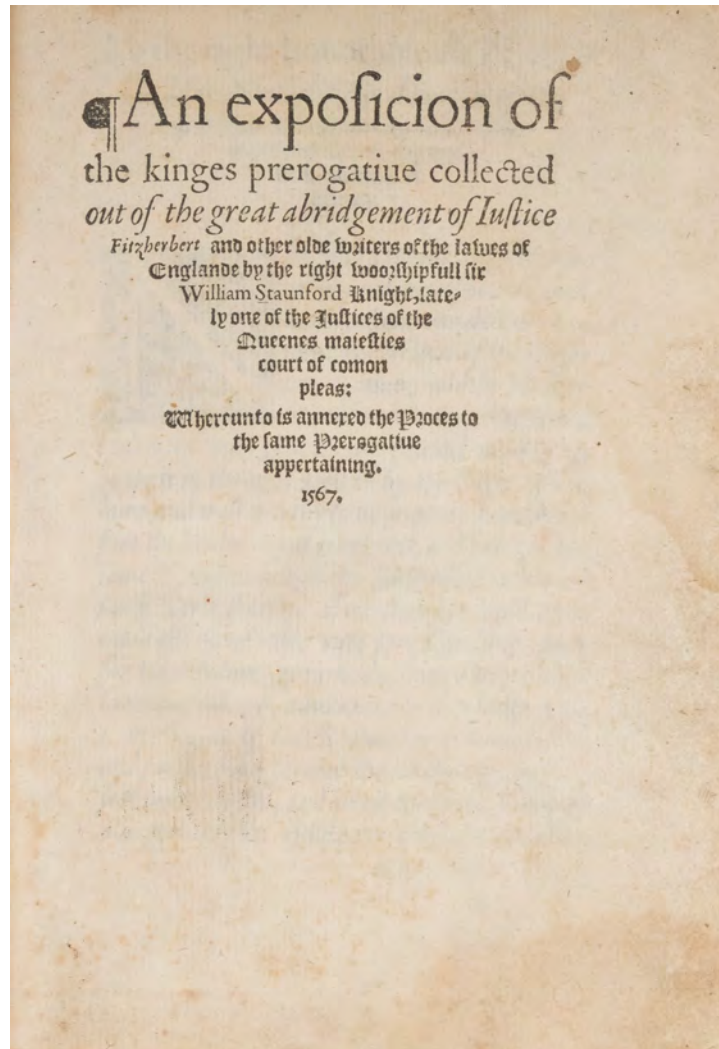 ¶An expoſicion of
the kinges prerogatiue collected
out of the great abridgement of Iuſtice
Fitzherbert and other olde writers of the lawes of
Englande by the right woorſhipfull ſir
William Staunford Knight, late-
ly one of the Juſtices of the
Queenes maieſties
court of comon
pleas:
Whereunto is annexed the Proces to
the ſame Prerogatiue
appertaining.
1567.